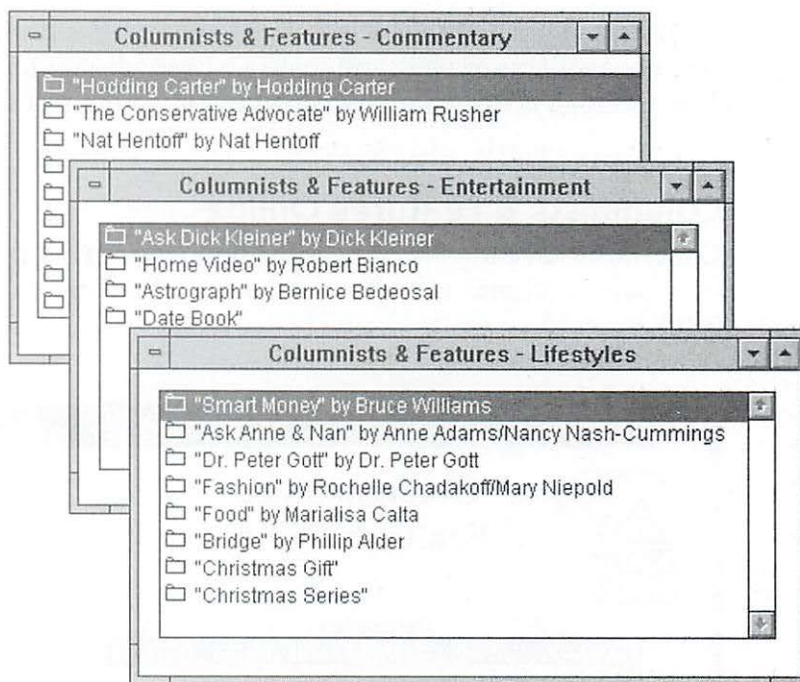 Columnists & Features - Commentary
"Hodding Carter" by Hodding Carter
"The Conservative Advocate" by William Rusher
"Nat Hentoff" by Nat Hentoff
Columnists & Features - Entertainment
"Ask Dick Kleiner" by Dick Kleiner
"Home Video" by Robert Bianco
"Astrograph" by Bernice Bedeosal
"Date Book"
Columnists & Features - Lifestyles
"Smart Money" by Bruce Williams
"Ask Anne & Nan" by Anne Adams/Nancy Nash-Cummings
"Dr. Peter Gott" by Dr. Peter Gott
"Fashion" by Rochelle Chadakoff/Mary Niepold
"Food" by Marialisa Calta
"Bridge" by Phillip Alder
"Christmas Gift"
"Christmas Series"